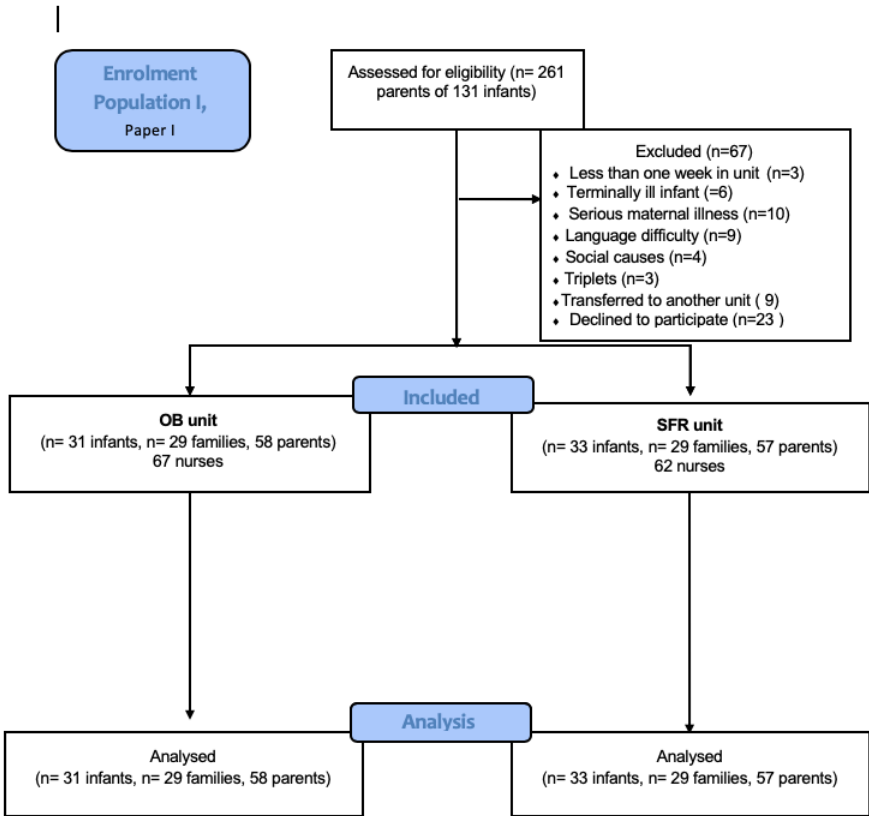 Enrolment
Population I,
Paper I
Assessed for eligibility (n= 261
parents of 131 infants)
Excluded (n=67)
♦ Less than one week in unit (n=3)
♦ Terminally ill infant (=6)
♦ Serious maternal illness (n=10)
♦ Language difficulty (n=9)
♦ Social causes (n=4)
♦ Triplets (n=3)
♦ Transferred to another unit ( 9)
♦ Declined to participate (n=23 )
Included
OB unit
(n= 31 infants, n= 29 families, 58 parents)
67 nurses
SFR unit
(n= 33 infants, n= 29 families, 57 parents)
62 nurses
Analysis
Analysed
(n= 31 infants, n= 29 families, 58 parents)
Analysed
(n= 33 infants, n= 29 families, 57 parents)